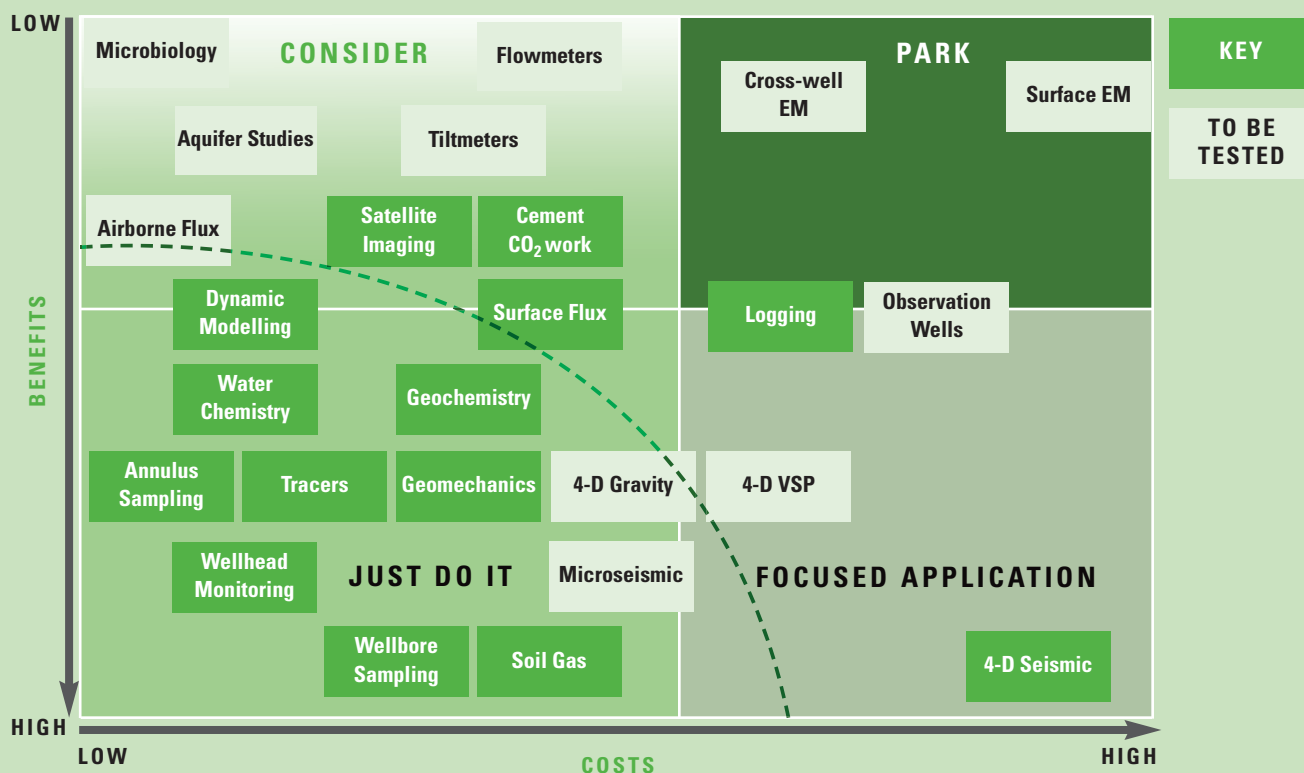 LOW
Microbiology
CONSIDER
Flowmeters
PARK
KEY
Cross-well
EM
Surface EM
TO BE
TESTED
Aquifer Studies
Tiltmeters
Airborne Flux
Satellite
Imaging
Cement
CO₂ work
Dynamic
Modelling
Surface Flux
Logging
Observation
Wells
BENEFITS
Water
Chemistry
Geochemistry
Annulus
Sampling
Tracers
Geomechanics
4-D Gravity
4-D VSP
Wellhead
Monitoring
JUST DO IT
Microseismic
FOCUSED APPLICATION
Wellbore
Sampling
Soil Gas
4-D Seismic
HIGH
LOW
COSTS
HIGH